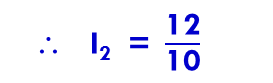 ∴ I₂ = 12/10